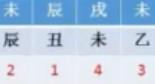 未 辰 戌 未
辰 丑 未 乙
2 1 4 3